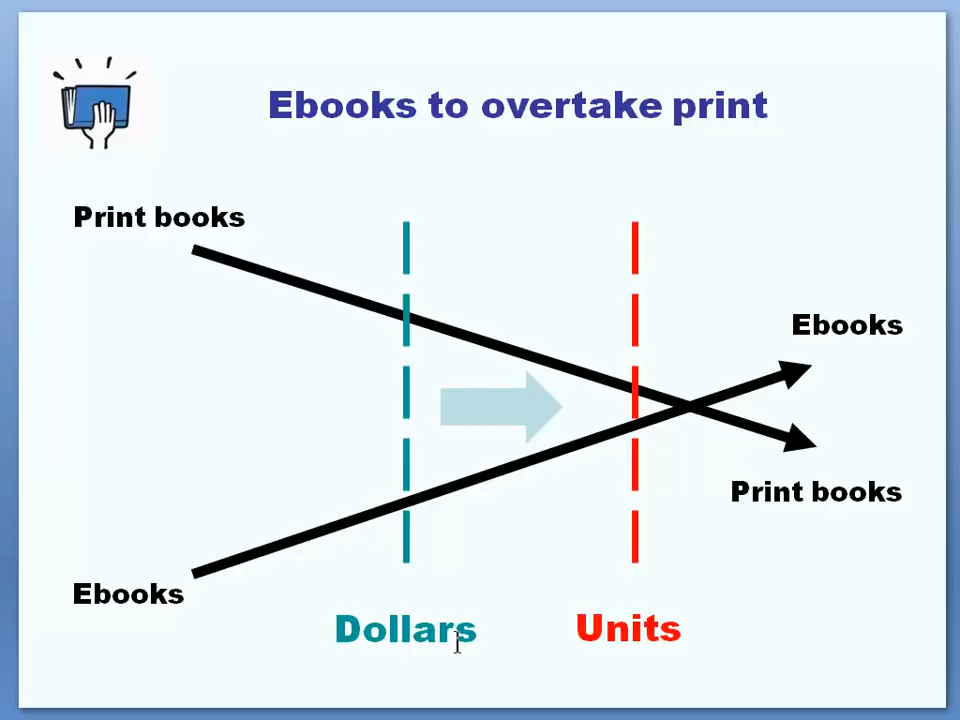 Ebooks to overtake print
Print books
Ebooks
Print books
Ebooks
Dollars
Units